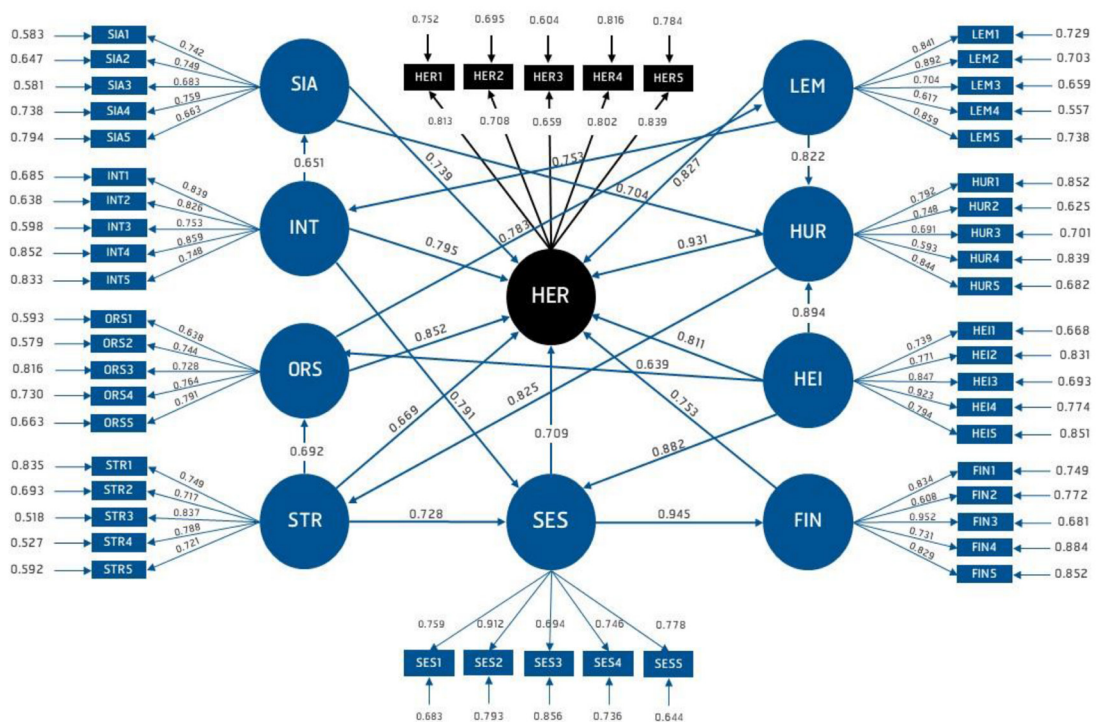 0.752 0.695 0.604 0.816 0.784
HER1 HER2 HER3 HER4 HER5
0.813 0.708 0.659 0.802 0.839
0.583 SIA1 0.742
0.647 SIA2 0.749
0.581 SIA3 0.683
0.738 SIA4 0.759
0.794 SIA5 0.663
SIA
LEM
0.841 LEM1 0.729
0.892 LEM2 0.703
0.704 LEM3 0.659
0.617 LEM4 0.557
0.859 LEM5 0.738
0.651
0.739
0.753
0.704
0.827
0.822
0.685 INT1 0.839
0.638 INT2 0.826
0.598 INT3 0.753
0.852 INT4 0.859
0.833 INT5 0.748
INT
0.795
0.783
0.931
HUR
0.792 HUR1 0.852
0.748 HUR2 0.625
0.691 HUR3 0.701
0.593 HUR4 0.839
0.844 HUR5 0.682
HER
0.894
0.593 ORS1 0.638
0.579 ORS2 0.744
0.816 ORS3 0.728
0.730 ORS4 0.764
0.663 ORS5 0.791
ORS
0.852
0.811
0.639
HEI
0.739 HEI1 0.668
0.771 HEI2 0.831
0.847 HEI3 0.693
0.923 HEI4 0.774
0.794 HEI5 0.851
0.692
0.669
0.825
0.791
0.709
0.753
0.882
0.835 STR1 0.749
0.693 STR2 0.717
0.518 STR3 0.837
0.527 STR4 0.788
0.592 STR5 0.721
STR
0.728
SES
0.945
FIN
0.834 FIN1 0.749
0.608 FIN2 0.772
0.952 FIN3 0.681
0.731 FIN4 0.884
0.829 FIN5 0.852
0.759 0.912 0.694 0.746 0.778
SES1 SES2 SES3 SES4 SES5
0.683 0.793 0.856 0.736 0.644